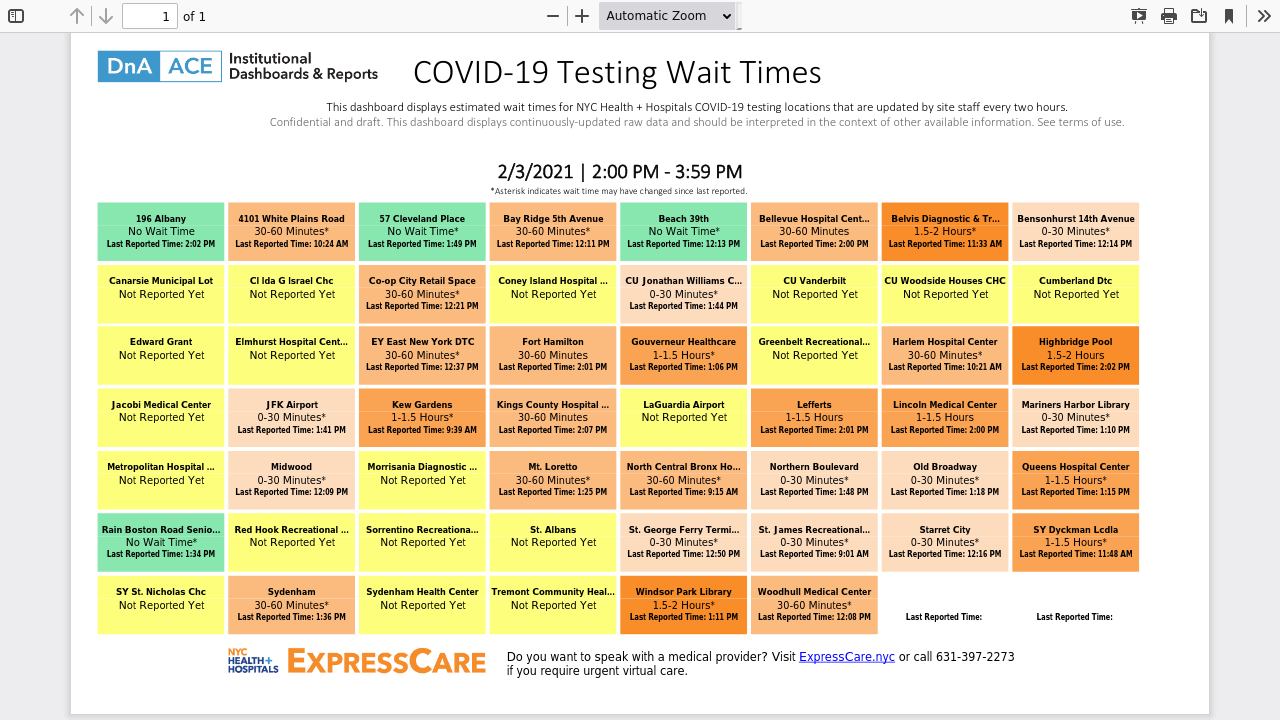 1 of 1 Automatic Zoom
DnA ACE Institutional
Dashboards & Reports
COVID-19 Testing Wait Times
This dashboard displays estimated wait times for NYC Health + Hospitals COVID-19 testing locations that are updated by site staff every two hours.
Confidential and draft. This dashboard displays continuously-updated raw data and should be interpreted in the context of other available information. See terms of use.
2/3/2021 | 2:00 PM - 3:59 PM
*Asterisk indicates wait time may have changed since last reported.
196 Albany
No Wait Time
Last Reported Time: 2:02 PM
4101 White Plains Road
30-60 Minutes*
Last Reported Time: 10:24 AM
57 Cleveland Place
No Wait Time*
Last Reported Time: 1:49 PM
Bay Ridge 5th Avenue
30-60 Minutes*
Last Reported Time: 12:11 PM
Beach 39th
No Wait Time*
Last Reported Time: 12:13 PM
Bellevue Hospital Cent...
30-60 Minutes
Last Reported Time: 2:00 PM
Belvis Diagnostic & Tr...
1.5-2 Hours*
Last Reported Time: 11:33 AM
Bensonhurst 14th Avenue
0-30 Minutes*
Last Reported Time: 12:14 PM
Canarsie Municipal Lot
Not Reported Yet
Cl Ida G Israel Chc
Not Reported Yet
Co-op City Retail Space
30-60 Minutes*
Last Reported Time: 12:21 PM
Coney Island Hospital ...
Not Reported Yet
CU Jonathan Williams C...
0-30 Minutes*
Last Reported Time: 1:44 PM
CU Vanderbilt
Not Reported Yet
CU Woodside Houses CHC
Not Reported Yet
Cumberland Dtc
Not Reported Yet
Edward Grant
Not Reported Yet
Elmhurst Hospital Cent...
Not Reported Yet
EY East New York DTC
30-60 Minutes*
Last Reported Time: 12:37 PM
Fort Hamilton
30-60 Minutes
Last Reported Time: 2:01 PM
Gouverneur Healthcare
1-1.5 Hours*
Last Reported Time: 1:06 PM
Greenbelt Recreational...
Not Reported Yet
Harlem Hospital Center
30-60 Minutes*
Last Reported Time: 10:21 AM
Highbridge Pool
1.5-2 Hours
Last Reported Time: 2:02 PM
Jacobi Medical Center
Not Reported Yet
JFK Airport
0-30 Minutes*
Last Reported Time: 1:41 PM
Kew Gardens
1-1.5 Hours*
Last Reported Time: 9:39 AM
Kings County Hospital ...
30-60 Minutes
Last Reported Time: 2:07 PM
LaGuardia Airport
Not Reported Yet
Lefferts
1-1.5 Hours
Last Reported Time: 2:01 PM
Lincoln Medical Center
1-1.5 Hours
Last Reported Time: 2:00 PM
Mariners Harbor Library
0-30 Minutes*
Last Reported Time: 1:10 PM
Metropolitan Hospital ...
Not Reported Yet
Midwood
0-30 Minutes*
Last Reported Time: 12:09 PM
Morrisania Diagnostic ...
Not Reported Yet
Mt. Loretto
30-60 Minutes*
Last Reported Time: 1:25 PM
North Central Bronx Ho...
30-60 Minutes*
Last Reported Time: 9:15 AM
Northern Boulevard
0-30 Minutes*
Last Reported Time: 1:48 PM
Old Broadway
0-30 Minutes*
Last Reported Time: 1:18 PM
Queens Hospital Center
1-1.5 Hours*
Last Reported Time: 1:15 PM
Rain Boston Road Senio...
No Wait Time*
Last Reported Time: 1:34 PM
Red Hook Recreational ...
Not Reported Yet
Sorrentino Recreationa...
Not Reported Yet
St. Albans
Not Reported Yet
St. George Ferry Termi...
0-30 Minutes*
Last Reported Time: 12:50 PM
St. James Recreational...
0-30 Minutes*
Last Reported Time: 9:01 AM
Starret City
0-30 Minutes*
Last Reported Time: 12:16 PM
SY Dyckman Lcdla
1-1.5 Hours*
Last Reported Time: 11:48 AM
SY St. Nicholas Chc
Not Reported Yet
Sydenham
30-60 Minutes*
Last Reported Time: 1:36 PM
Sydenham Health Center
Not Reported Yet
Tremont Community Heal...
Not Reported Yet
Windsor Park Library
1.5-2 Hours*
Last Reported Time: 1:11 PM
Woodhull Medical Center
30-60 Minutes*
Last Reported Time: 12:08 PM
Last Reported Time:
Last Reported Time:
NYC
HEALTH+
HOSPITALS
EXPRESSCARE
Do you want to speak with a medical provider? Visit ExpressCare.nyc or call 631-397-2273
if you require urgent virtual care.